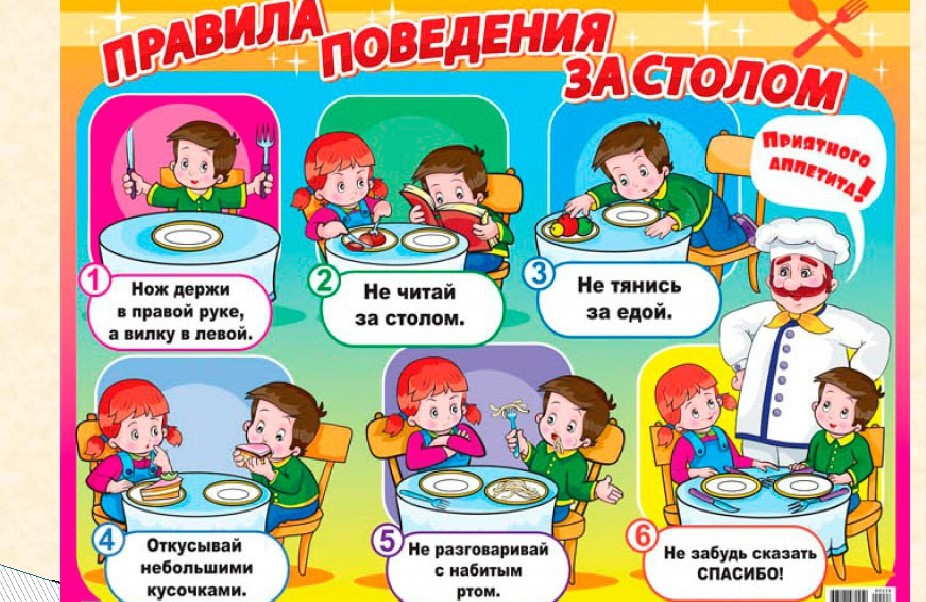 ПРАВИЛА
ПОВЕДЕНИЯ
ЗА СТОЛОМ
Приятного
аппетита!
1
Нож держи
в правой руке,
а вилку в левой.
2
Не читай
за столом.
3
Не тянись
за едой.
4
Откусывай
небольшими
кусочками.
5
Не разговаривай
с набитым
ртом.
6
Не забудь сказать
СПАСИБО!